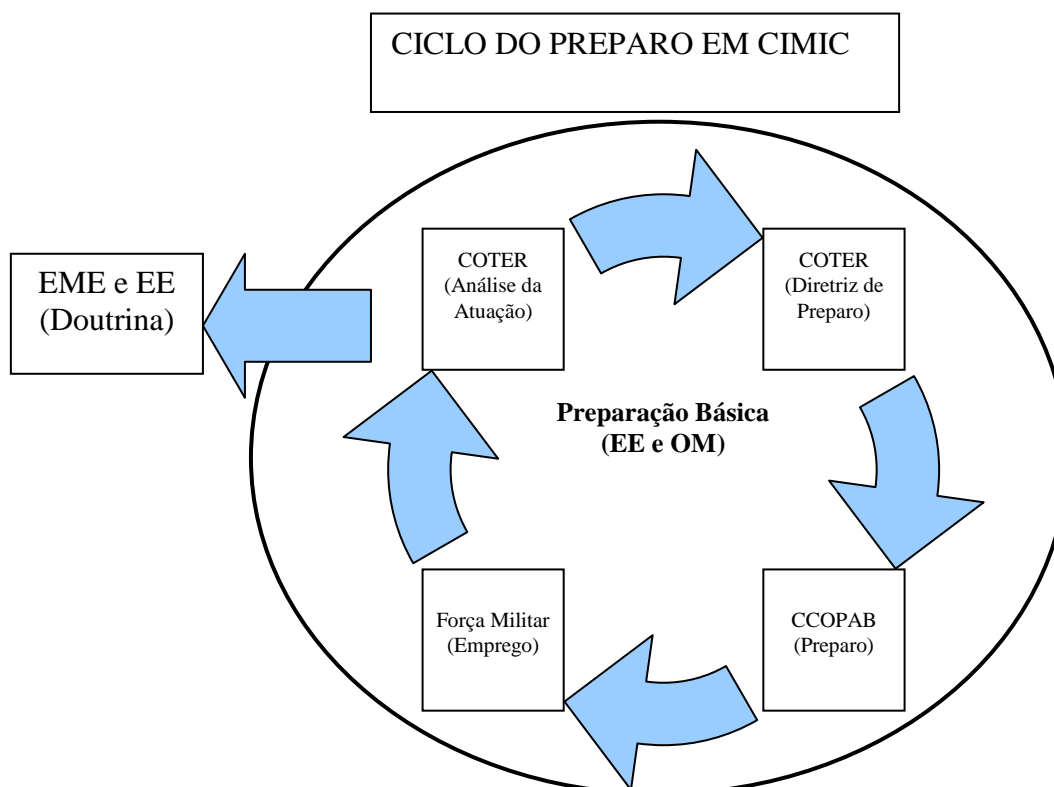 CICLO DO PREPARO EM CIMIC
EME e EE
(Doutrina)
COTER
(Análise da
Atuação)
COTER
(Diretriz de
Preparo)
Preparação Básica
(EE e OM)
Força Militar
(Emprego)
CCOPAB
(Preparo)